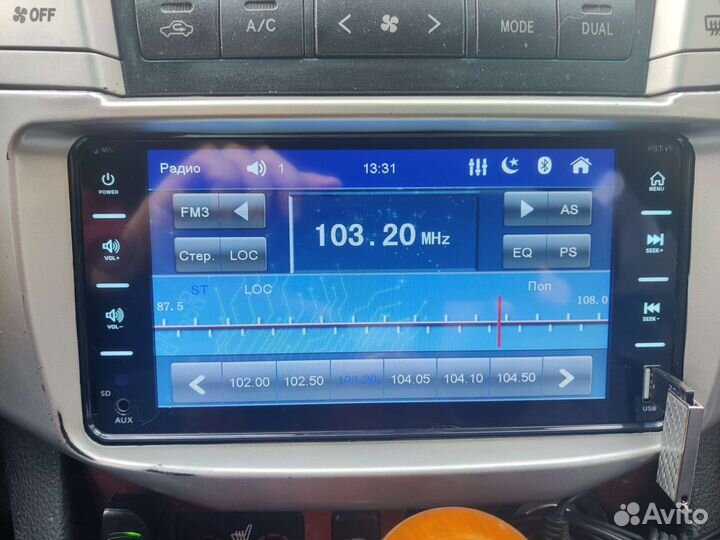 OFF A/C MODE DUAL
MIC RST
Радио 1 13:31
POWER MENU
FM3 103.20 MHz AS
VOL+ SEEK+
Стер. LOC EQ PS
ST LOC Поп
87.5 108.0
VOL- SEEK-
102.00 102.50 103.20 104.05 104.10 104.50
SD
AUX USB
Avito